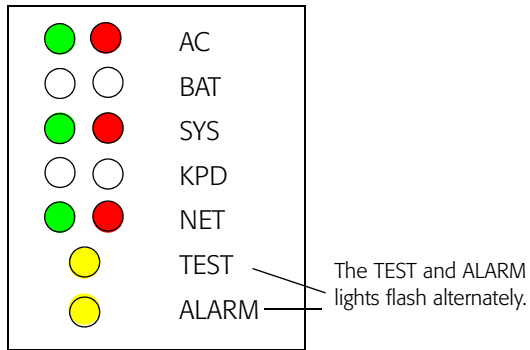 AC
BAT
SYS
KPD
NET
TEST
ALARM
The TEST and ALARM
lights flash alternately.